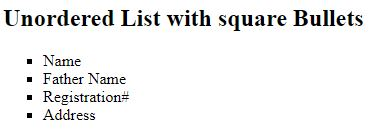 Unordered List with square Bullets
▪ Name
▪ Father Name
▪ Registration#
▪ Address